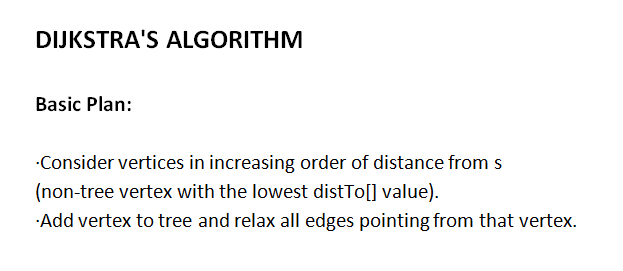 DIJKSTRA'S ALGORITHM
Basic Plan:
·Consider vertices in increasing order of distance from s
(non-tree vertex with the lowest distTo[] value).
·Add vertex to tree and relax all edges pointing from that vertex.